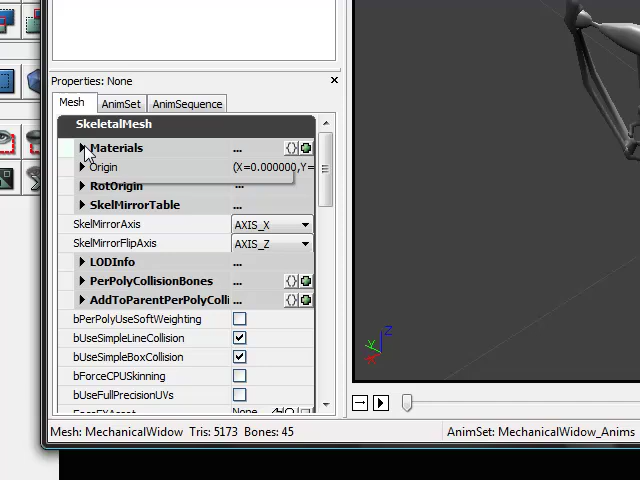 Properties: None
Mesh AnimSet AnimSequence
SkeletalMesh
Materials ... {}
Origin (X=0.000000,Y=
RotOrigin ...
SkelMirrorTable ...
SkelMirrorAxis AXIS_X
SkelMirrorFlipAxis AXIS_Z
LODInfo ...
PerPolyCollisionBones ... {}
AddToParentPerPolyColli ... {}
bPerPolyUseSoftWeighting
bUseSimpleLineCollision
bUseSimpleBoxCollision
bForceCPUSkinning
bUseFullPrecisionUVs
FaceFXAsset None
Z
Y
X
Mesh: MechanicalWidow Tris: 5173 Bones: 45 AnimSet: MechanicalWidow_Anims